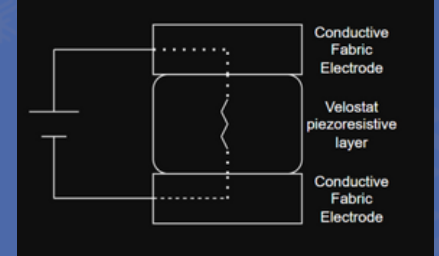 Conductive
Fabric
Electrode
Velostat
piezoresistive
layer
Conductive
Fabric
Electrode